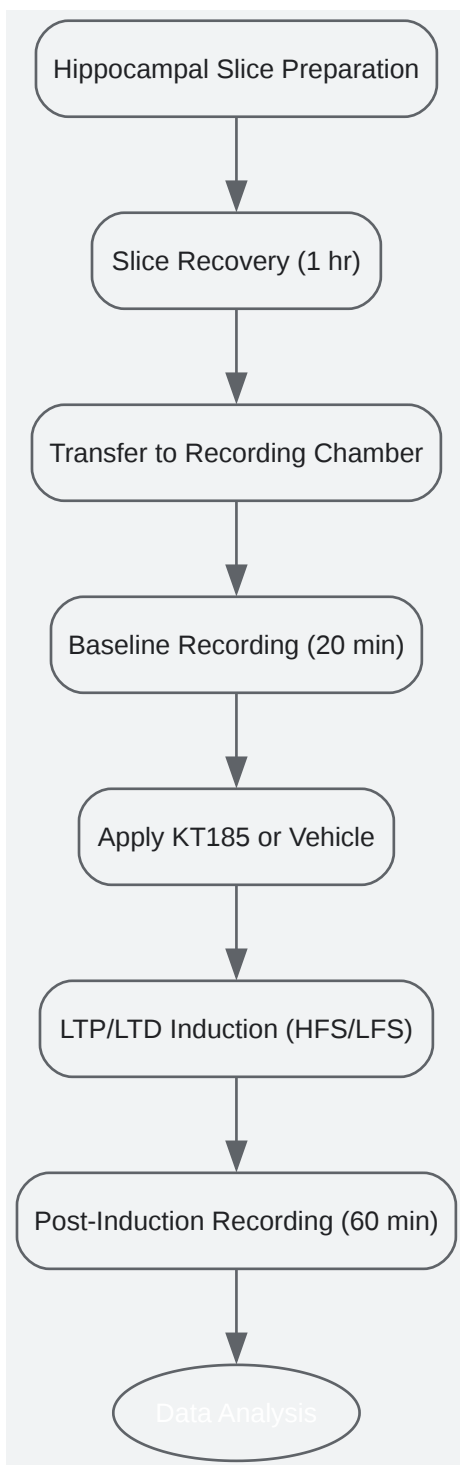 Hippocampal Slice Preparation
Slice Recovery (1 hr)
Transfer to Recording Chamber
Baseline Recording (20 min)
Apply KT185 or Vehicle
LTP/LTD Induction (HFS/LFS)
Post-Induction Recording (60 min)
Data Analysis